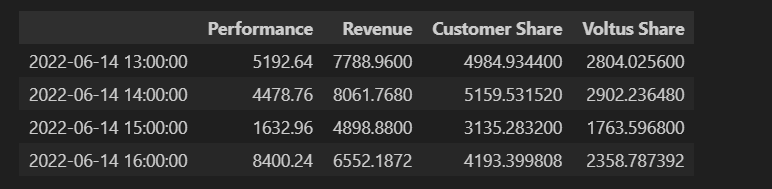 Performance Revenue Customer Share Voltus Share
2022-06-14 13:00:00 5192.64 7788.9600 4984.934400 2804.025600
2022-06-14 14:00:00 4478.76 8061.7680 5159.531520 2902.236480
2022-06-14 15:00:00 1632.96 4898.8800 3135.283200 1763.596800
2022-06-14 16:00:00 8400.24 6552.1872 4193.399808 2358.787392